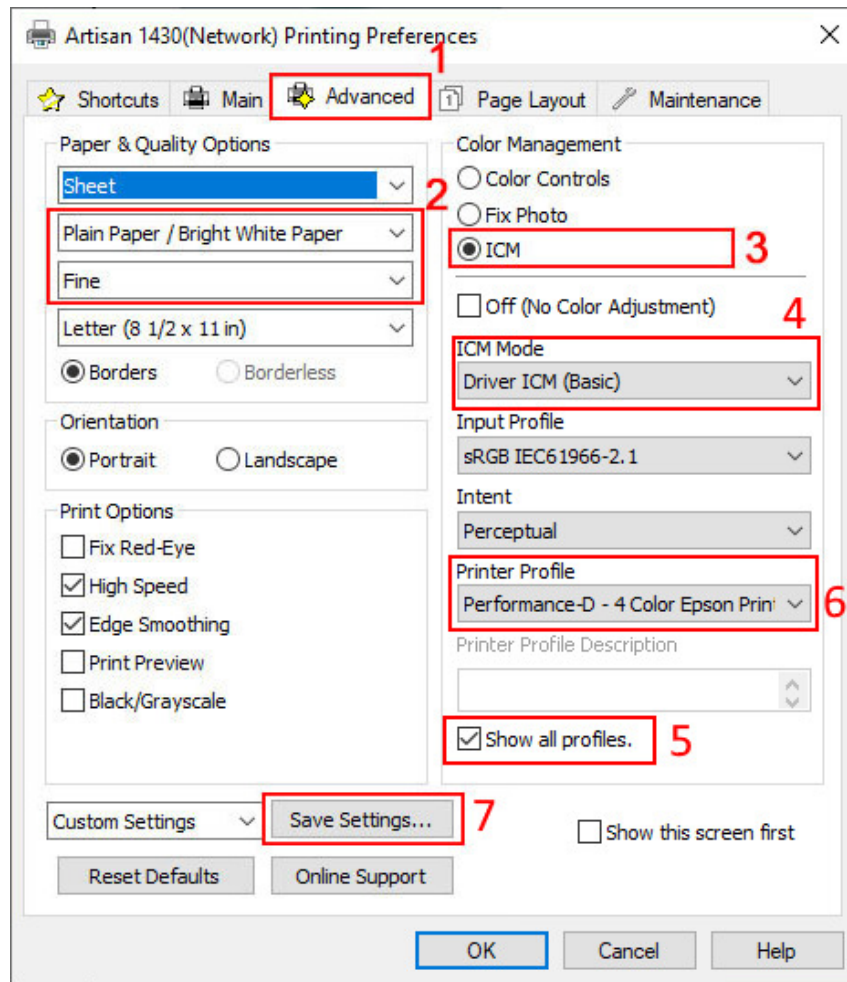 Artisan 1430(Network) Printing Preferences
1
Shortcuts Main Advanced Page Layout Maintenance
Paper & Quality Options
Sheet
2
Plain Paper / Bright White Paper
Fine
Letter (8 1/2 x 11 in)
Borders Borderless
Orientation
Portrait Landscape
Print Options
Fix Red-Eye
High Speed
Edge Smoothing
Print Preview
Black/Grayscale
Color Management
Color Controls
Fix Photo
ICM 3
Off (No Color Adjustment)
4
ICM Mode
Driver ICM (Basic)
Input Profile
sRGB IEC61966-2.1
Intent
Perceptual
Printer Profile
Performance-D - 4 Color Epson Print 6
Printer Profile Description
Show all profiles. 5
Custom Settings Save Settings... 7
Show this screen first
Reset Defaults Online Support
OK Cancel Help